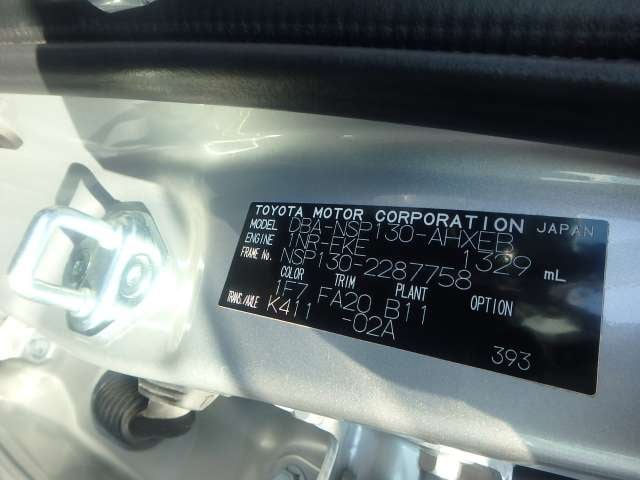 TOYOTA MOTOR CORPORATION JAPAN
MODEL DBA-NSP130-AHXEB
ENGINE 1NR-FKE 1329 mL
FRAME No. NSP130-2287758
COLOR TRIM PLANT OPTION
1F7 FA20 B11
TRANS./AXLE K411 -02A
393